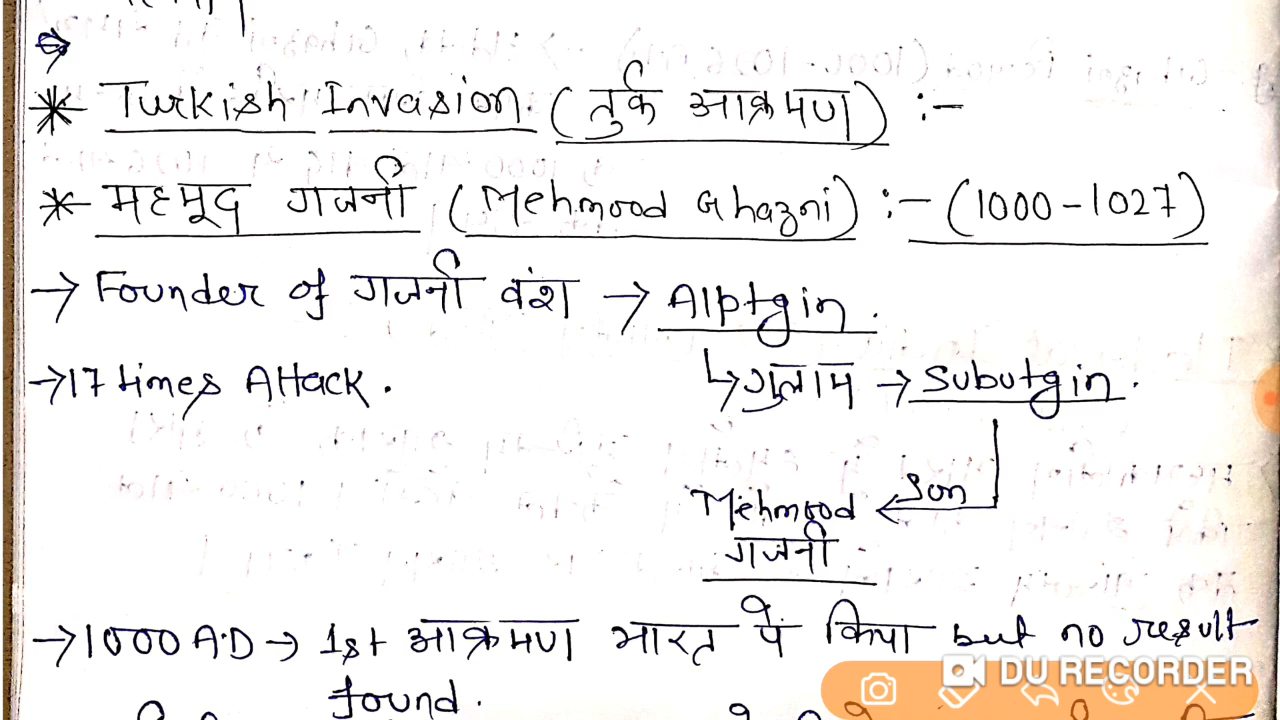 * Turkish Invasion. (तुर्क आक्रमण) :-
* महमूद गजनी (Mehmood Ghazni) :- (1000-1027)
→ Founder of गजनी वंश → Alptgin.
→ 17 times Attack. ↳ गुलाम → Subutgin.
Son
Mehmood ←
गजनी
→ 1000 A.D → 1st आक्रमण भारत पे किया but no result
found.
DU RECORDER